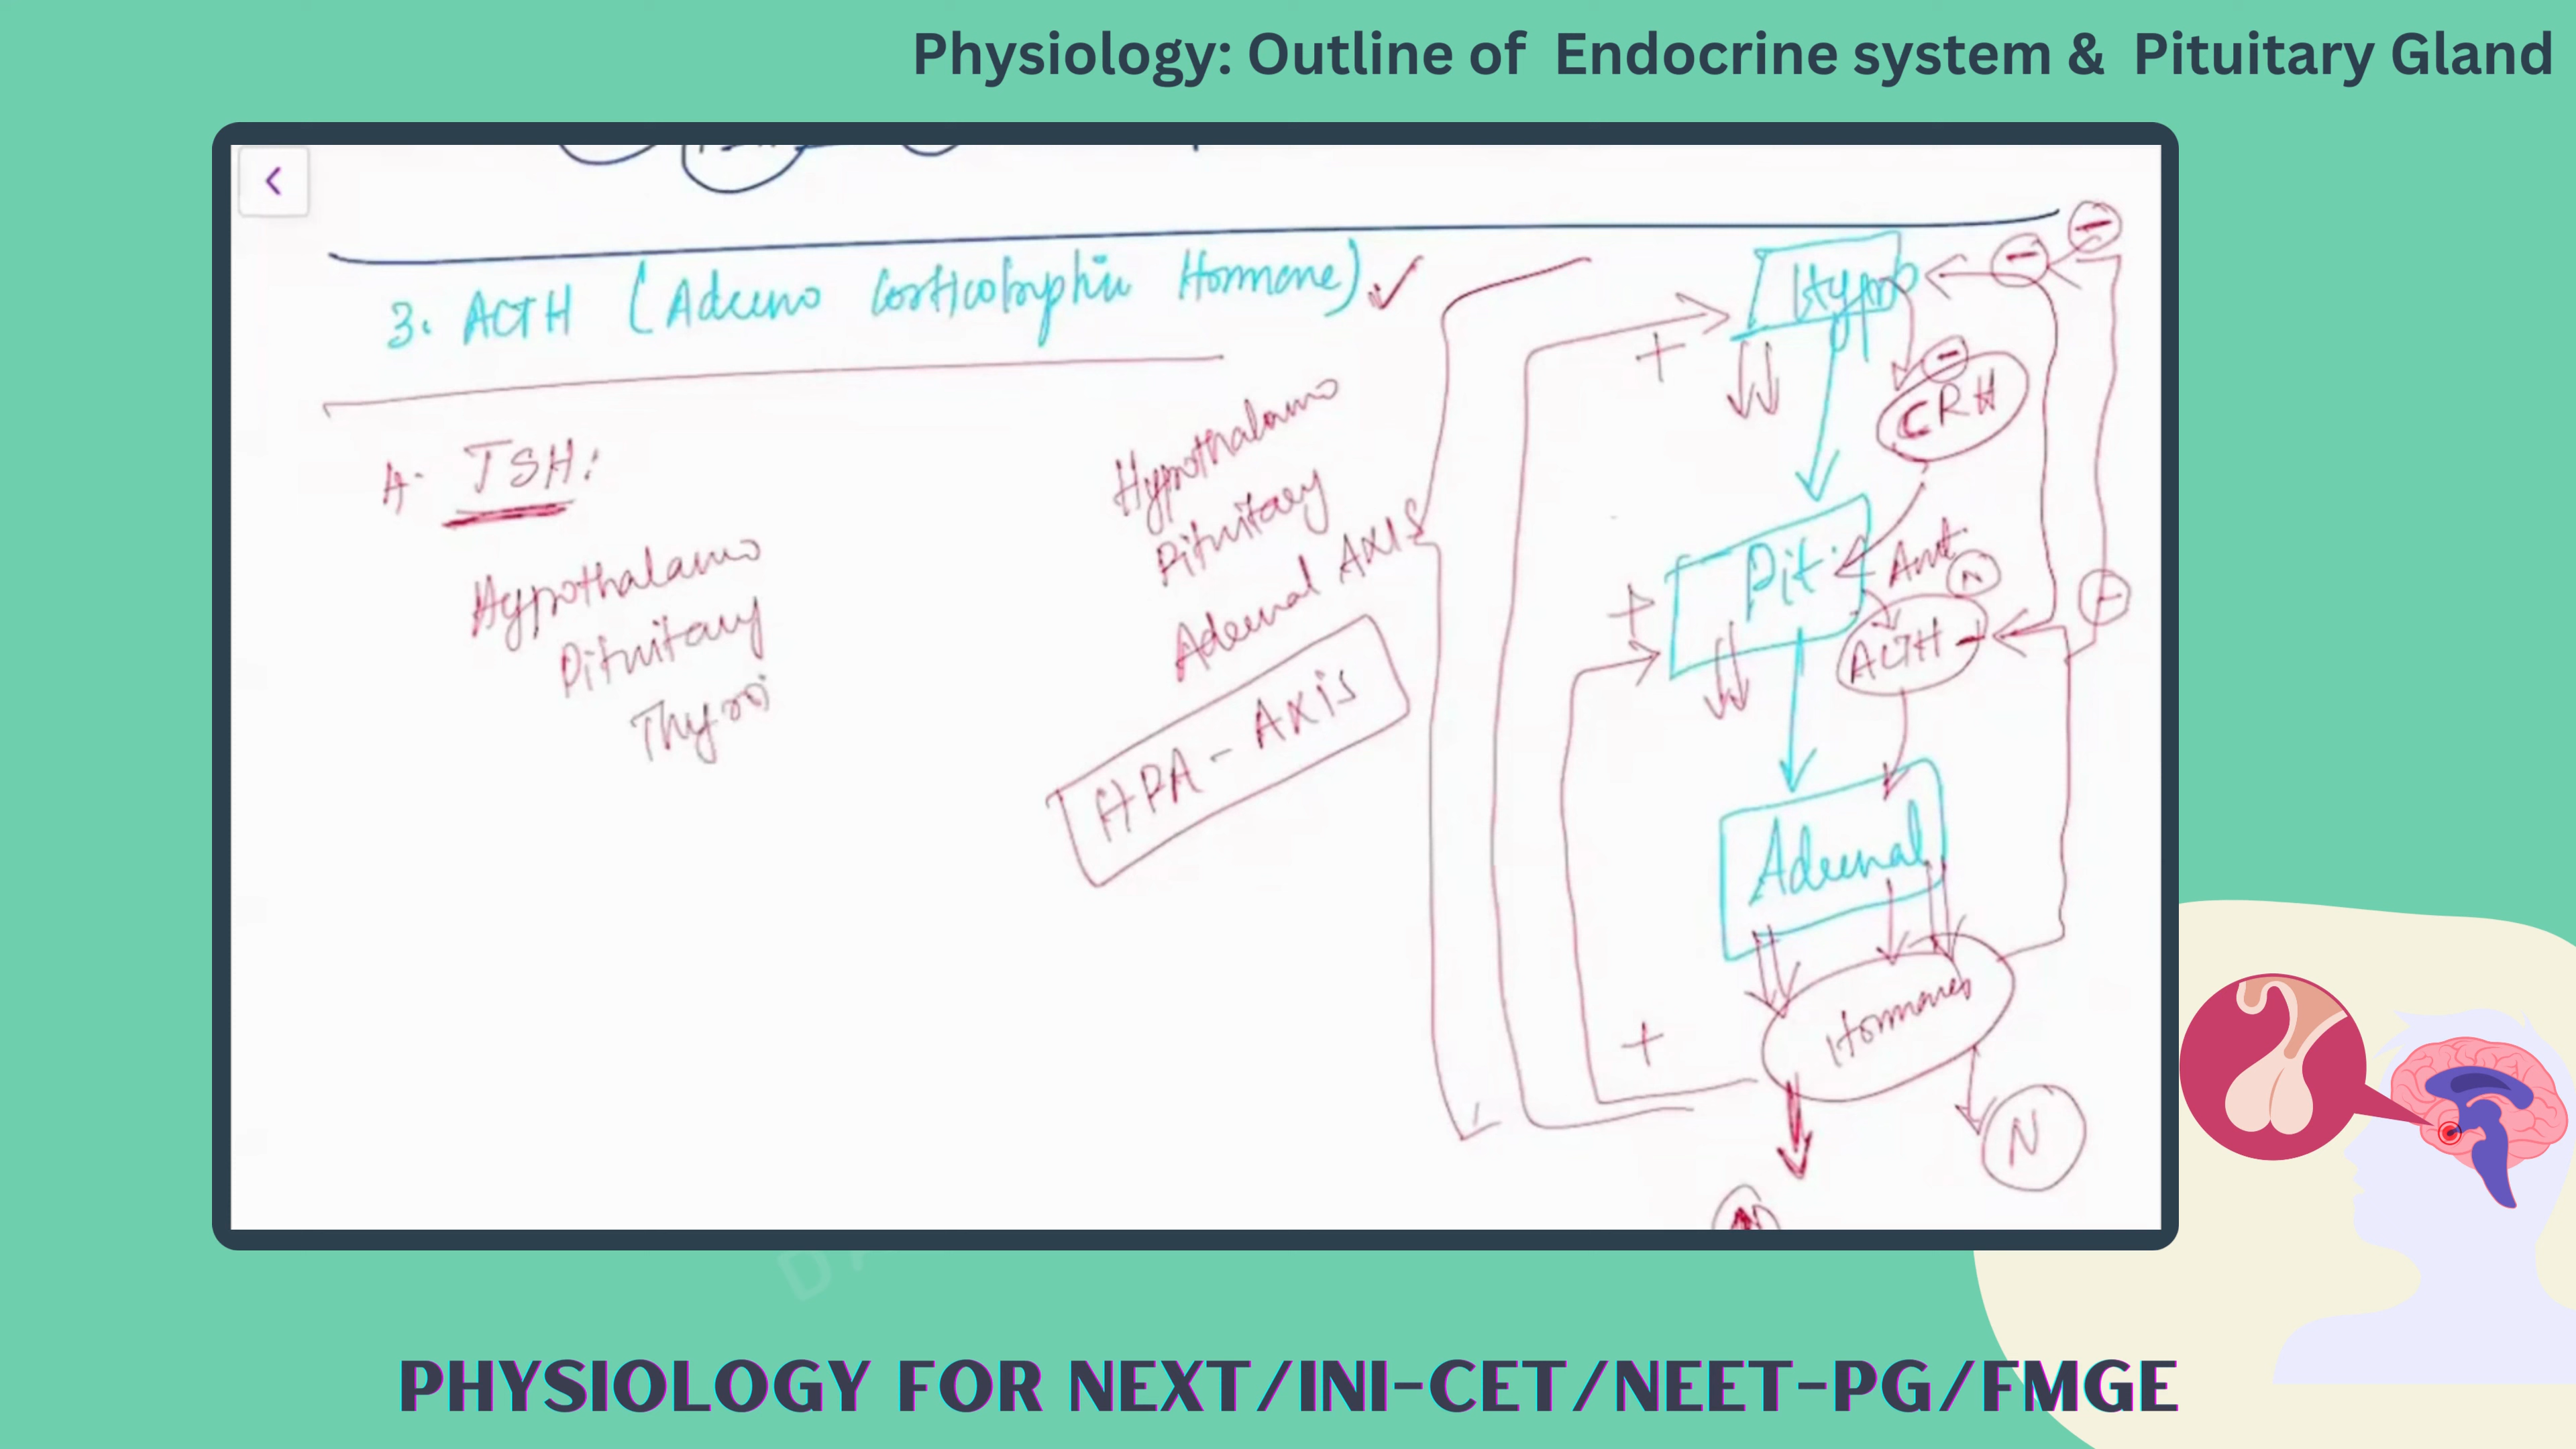 Physiology: Outline of Endocrine system & Pituitary Gland
3. ACTH (Adreno Corticotrophic Hormone)
4. TSH:
Hypothalamo
Pituitary
Thyroi
Hypothalamo
Pituitary
Adrenal AXIS
HPA - AXIS
Hypo
CRH
+
Pit.
Ant.
N
+
ACTH
Adrenal
Hormones
+
N
PHYSIOLOGY FOR NEXT/INI-CET/NEET-PG/FMGE